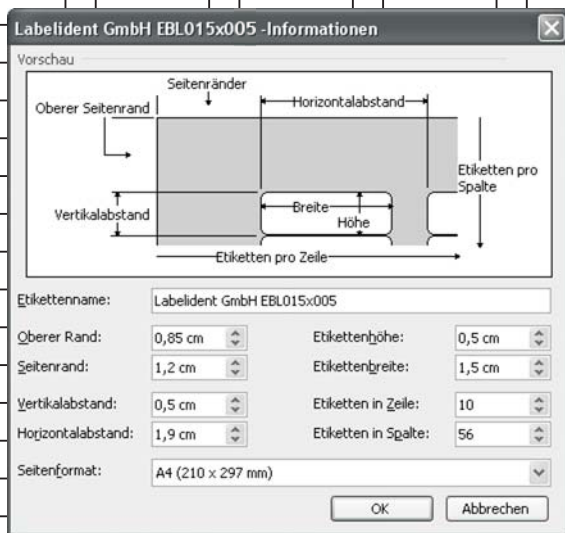 Labelident GmbH EBL015x005 -Informationen
Vorschau
Seitenränder
Oberer Seitenrand
Horizontalabstand
Etiketten pro
Spalte
Vertikalabstand
Breite
Höhe
Etiketten pro Zeile
Etikettenname: Labelident GmbH EBL015x005
Oberer Rand: 0,85 cm Etikettenhöhe: 0,5 cm
Seitenrand: 1,2 cm Etikettenbreite: 1,5 cm
Vertikalabstand: 0,5 cm Etiketten in Zeile: 10
Horizontalabstand: 1,9 cm Etiketten in Spalte: 56
Seitenformat: A4 (210 x 297 mm)
OK Abbrechen